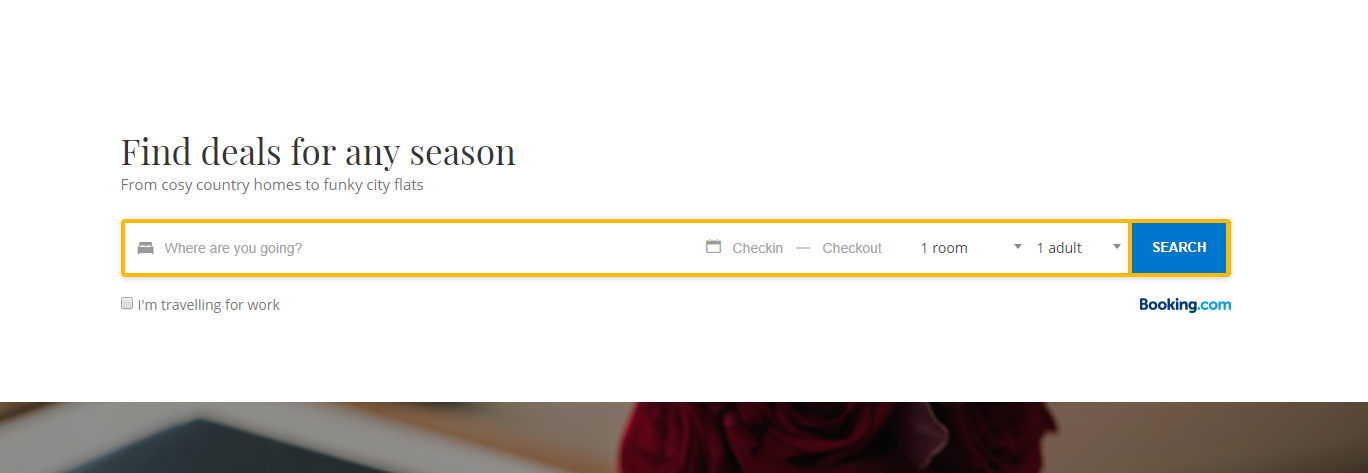 Find deals for any season
From cosy country homes to funky city flats
Where are you going? Checkin — Checkout 1 room 1 adult SEARCH
I'm travelling for work Booking.com